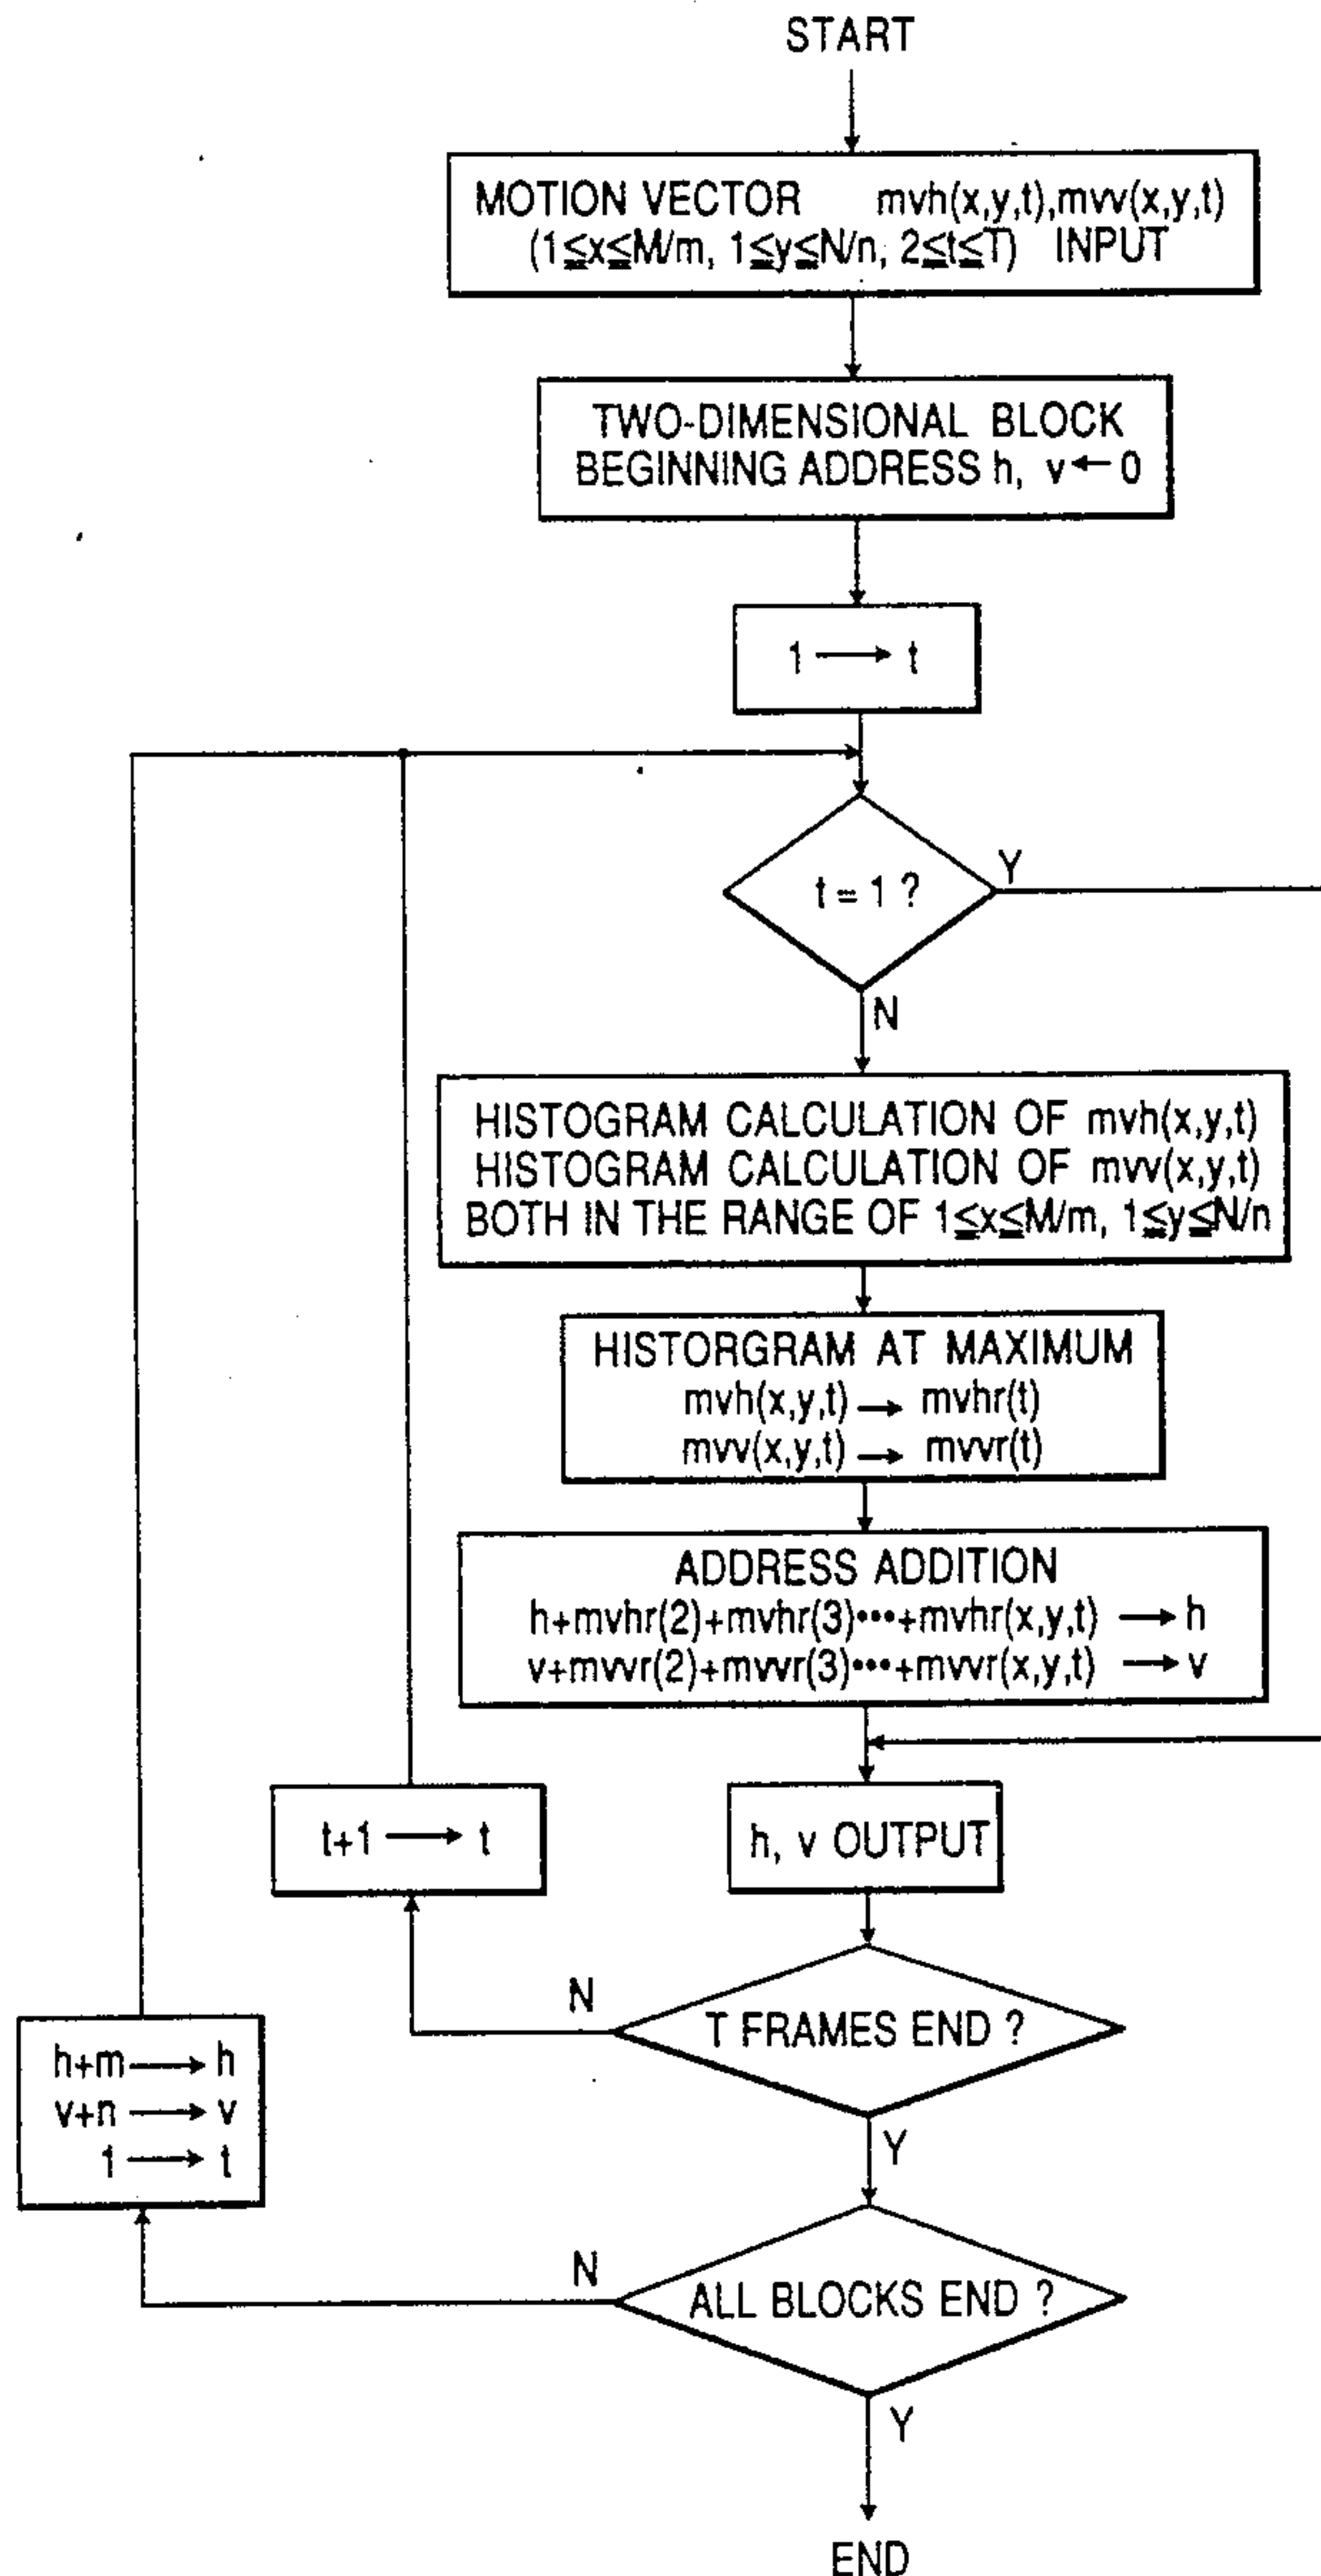 START
MOTION VECTOR mvh(x,y,t),mvv(x,y,t)
(1≦x≦M/m, 1≦y≦N/n, 2≦t≦T) INPUT
TWO-DIMENSIONAL BLOCK
BEGINNING ADDRESS h, v ← 0
1 → t
t = 1 ?
Y
N
HISTOGRAM CALCULATION OF mvh(x,y,t)
HISTOGRAM CALCULATION OF mvv(x,y,t)
BOTH IN THE RANGE OF 1≦x≦M/m, 1≦y≦N/n
HISTORGRAM AT MAXIMUM
mvh(x,y,t) → mvhr(t)
mvv(x,y,t) → mvvr(t)
ADDRESS ADDITION
h+mvhr(2)+mvhr(3)•••+mvhr(x,y,t) → h
v+mvvr(2)+mvvr(3)•••+mvvr(x,y,t) → v
t+1 → t
h, v OUTPUT
N
T FRAMES END ?
Y
h+m → h
v+n → v
1 → t
N
ALL BLOCKS END ?
Y
END